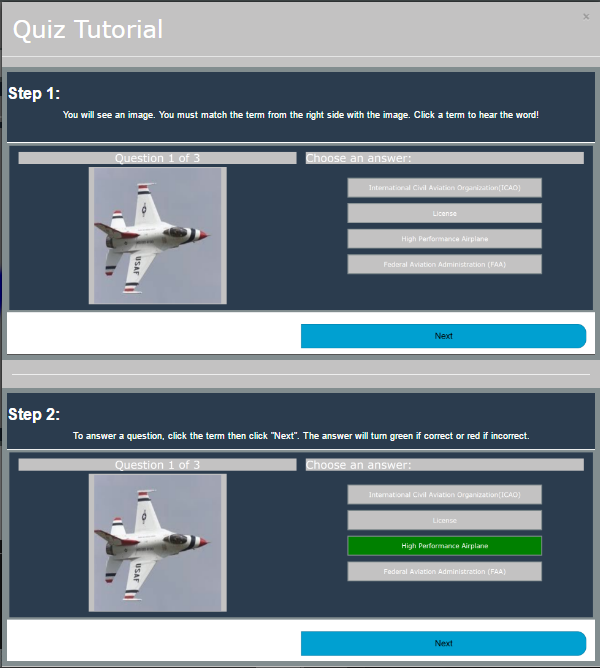 Quiz Tutorial
x
Step 1:
You will see an image. You must match the term from the right side with the image. Click a term to hear the word!
Question 1 of 3
Choose an answer:
USAF
International Civil Aviation Organization(ICAO)
License
High Performance Airplane
Federal Aviation Administration (FAA)
Next
Step 2:
To answer a question, click the term then click "Next". The answer will turn green if correct or red if incorrect.
Question 1 of 3
Choose an answer:
USAF
International Civil Aviation Organization(ICAO)
License
High Performance Airplane
Federal Aviation Administration (FAA)
Next